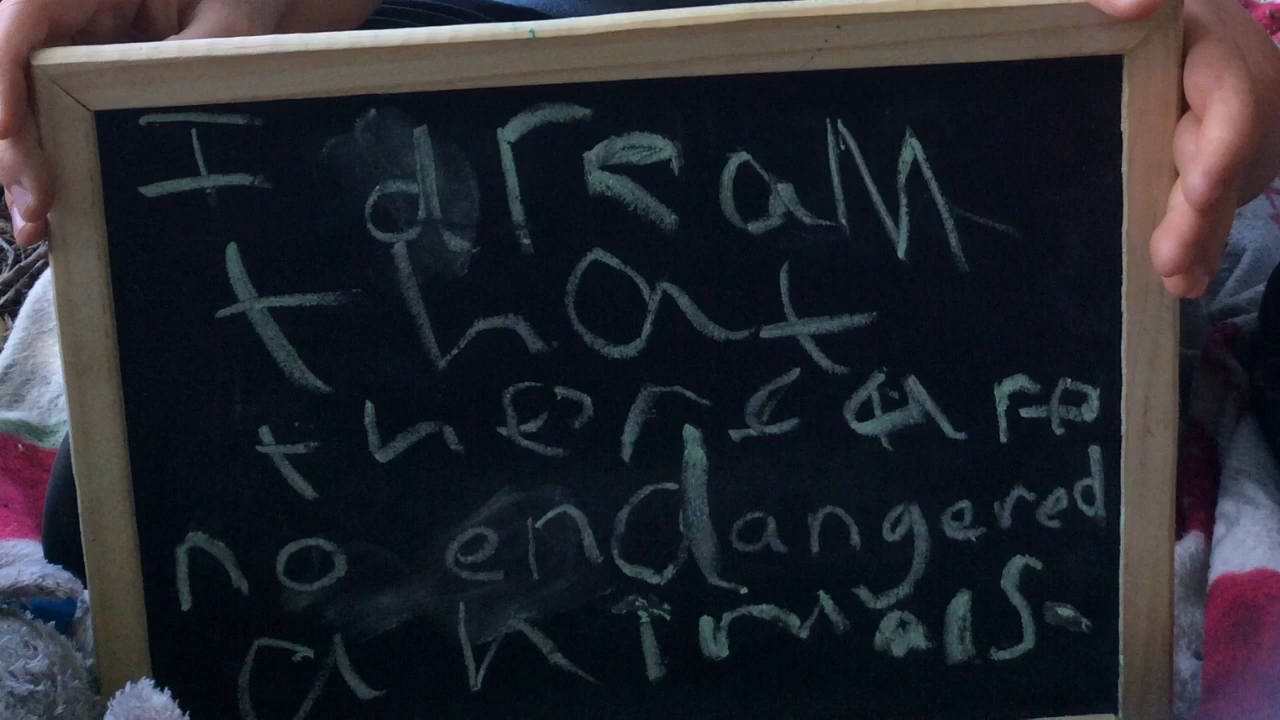 I dream
that
there are
no endangered
animals.